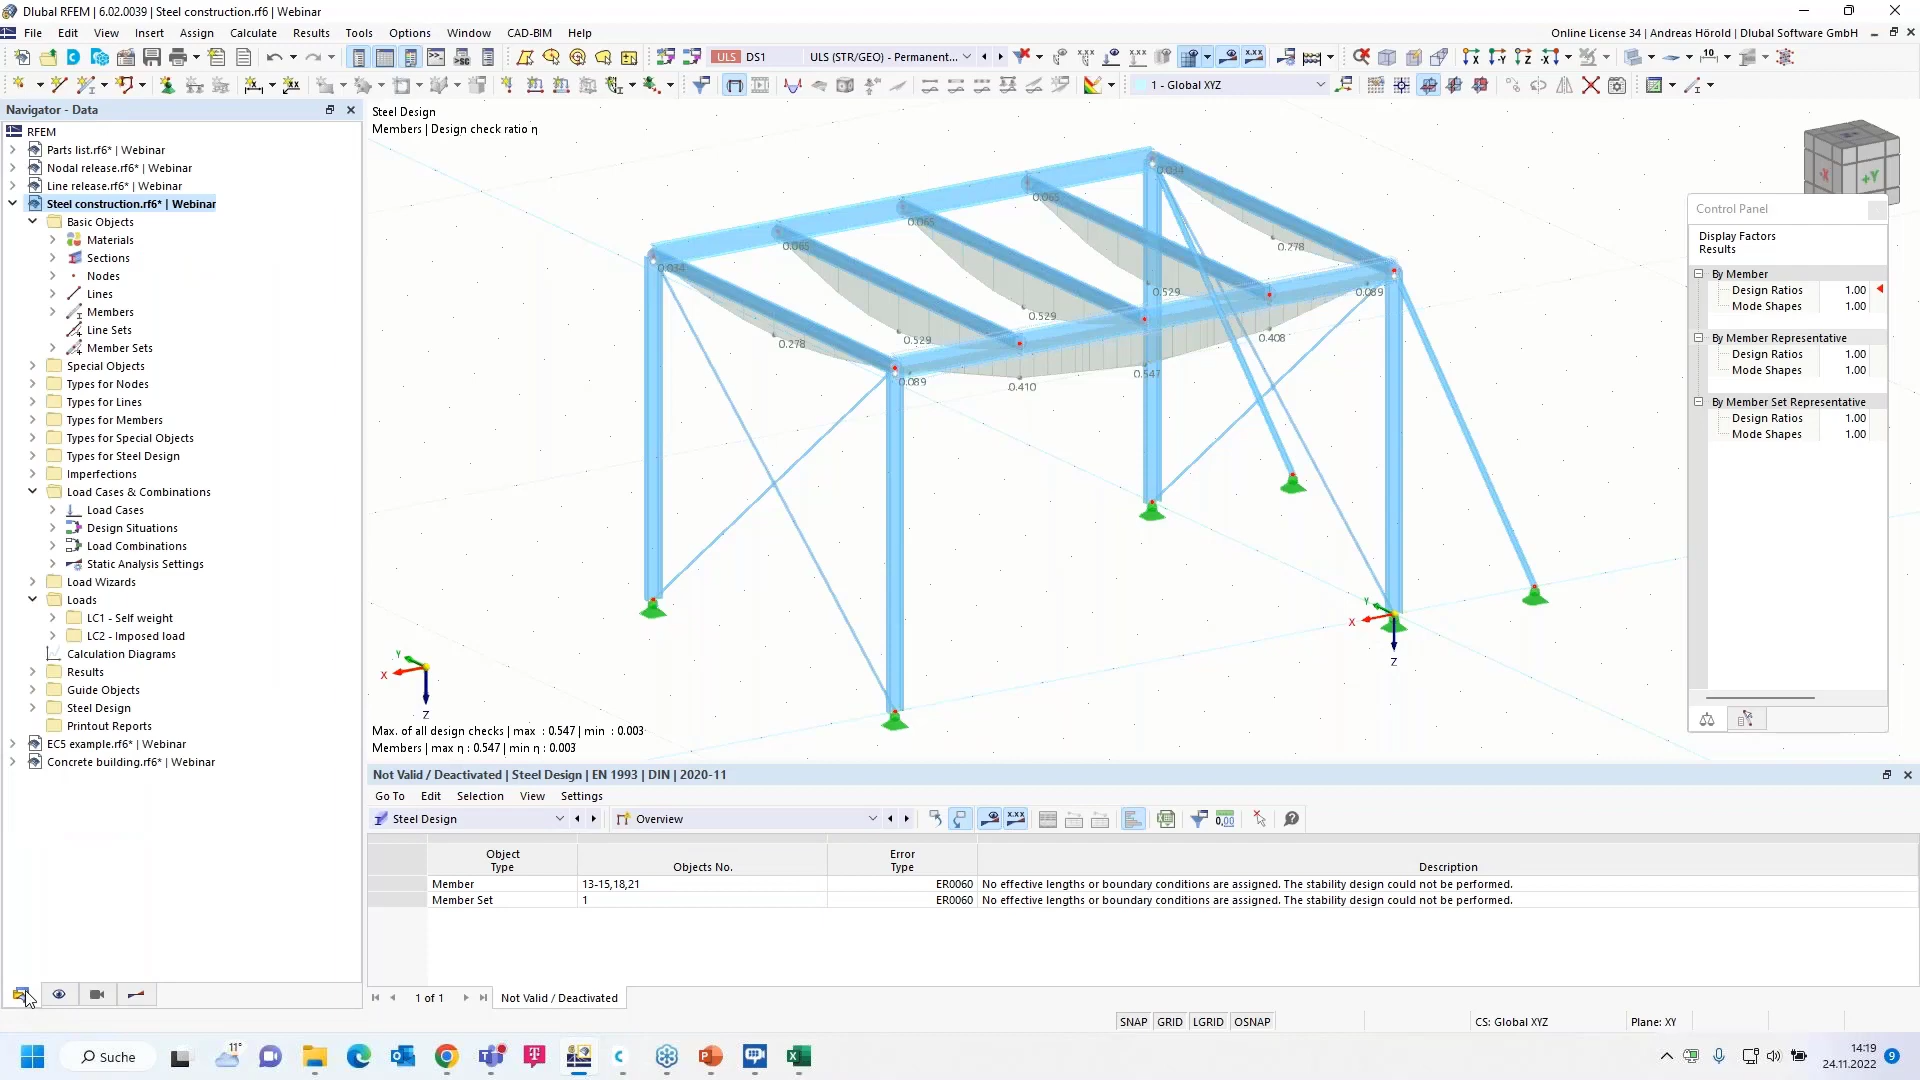 Dlubal RFEM | 6.02.0039 | Steel construction.rf6 | Webinar
File Edit View Insert Assign Calculate Results Tools Options Window CAD-BIM Help
Online License 34 | Andreas Hörold | Dlubal Software GmbH
ULS DS1 ULS (STR/GEO) - Permanent...
1 - Global XYZ
Navigator - Data
RFEM
Parts list.rf6* | Webinar
Nodal release.rf6* | Webinar
Line release.rf6* | Webinar
Steel construction.rf6* | Webinar
Basic Objects
Materials
Sections
Nodes
Lines
Members
Line Sets
Member Sets
Special Objects
Types for Nodes
Types for Lines
Types for Members
Types for Special Objects
Types for Steel Design
Imperfections
Load Cases & Combinations
Load Cases
Design Situations
Load Combinations
Static Analysis Settings
Load Wizards
Loads
LC1 - Self weight
LC2 - Imposed load
Calculation Diagrams
Results
Guide Objects
Steel Design
Printout Reports
EC5 example.rf6* | Webinar
Concrete building.rf6* | Webinar
Steel Design
Members | Design check ratio η
0.034
0.065
0.065
0.065
0.034
0.278
0.529
0.089
0.529
0.529
0.408
0.278
0.547
0.089
0.410
X
Y
Z
X
Y
Z
-X
+Y
Max. of all design checks | max : 0.547 | min : 0.003
Members | max η : 0.547 | min η : 0.003
Control Panel
Display Factors
Results
By Member
Design Ratios 1.00
Mode Shapes 1.00
By Member Representative
Design Ratios 1.00
Mode Shapes 1.00
By Member Set Representative
Design Ratios 1.00
Mode Shapes 1.00
Not Valid / Deactivated | Steel Design | EN 1993 | DIN | 2020-11
Go To Edit Selection View Settings
Steel Design Overview
Object Type Objects No. Error Type Description
Member 13-15,18,21 ER0060 No effective lengths or boundary conditions are assigned. The stability design could not be performed.
Member Set 1 ER0060 No effective lengths or boundary conditions are assigned. The stability design could not be performed.
1 of 1 Not Valid / Deactivated
SNAP GRID LGRID OSNAP CS: Global XYZ Plane: XY
Suche 11° 14:19
24.11.2022 9